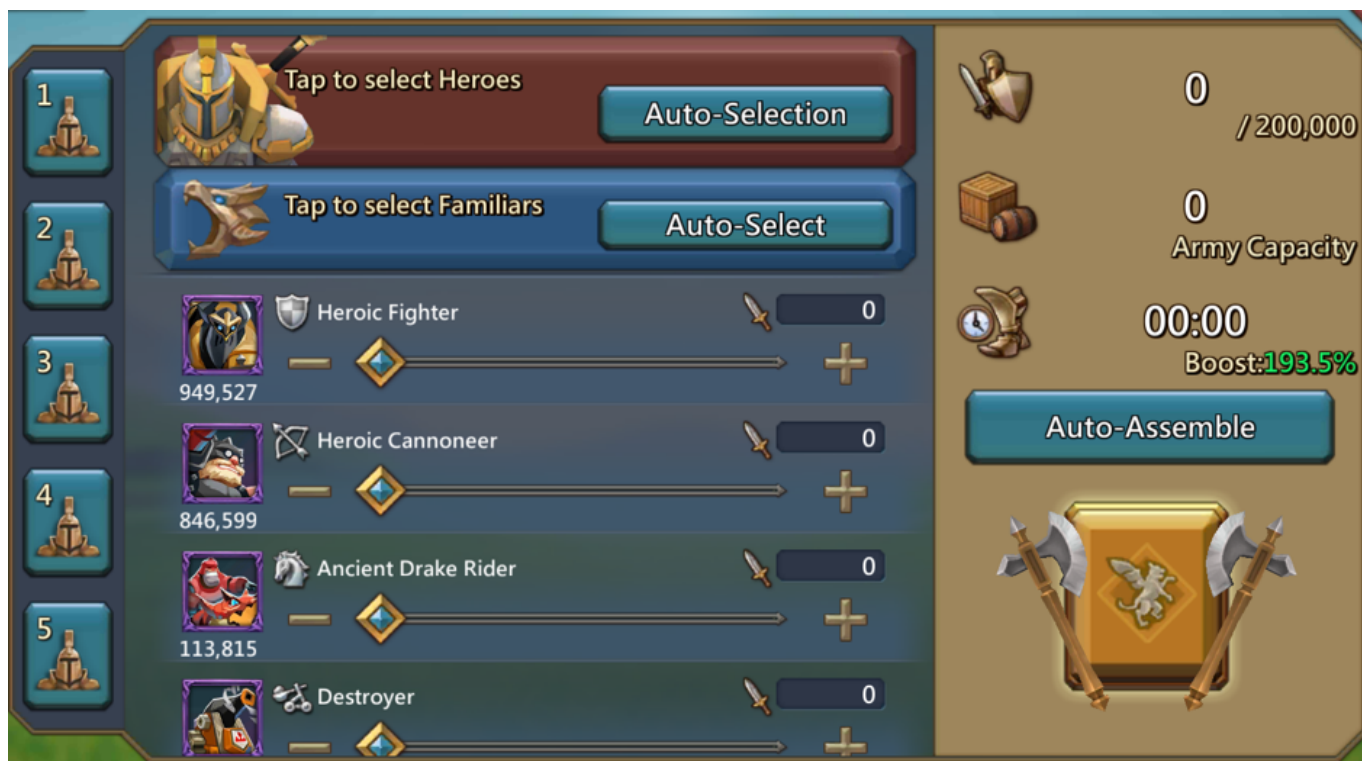 1
2
3
4
5
Tap to select Heroes
Auto-Selection
Tap to select Familiars
Auto-Select
Heroic Fighter
0
949,527
Heroic Cannoneer
0
846,599
Ancient Drake Rider
0
113,815
Destroyer
0
0
/ 200,000
0
Army Capacity
00:00
Boost:193.5%
Auto-Assemble